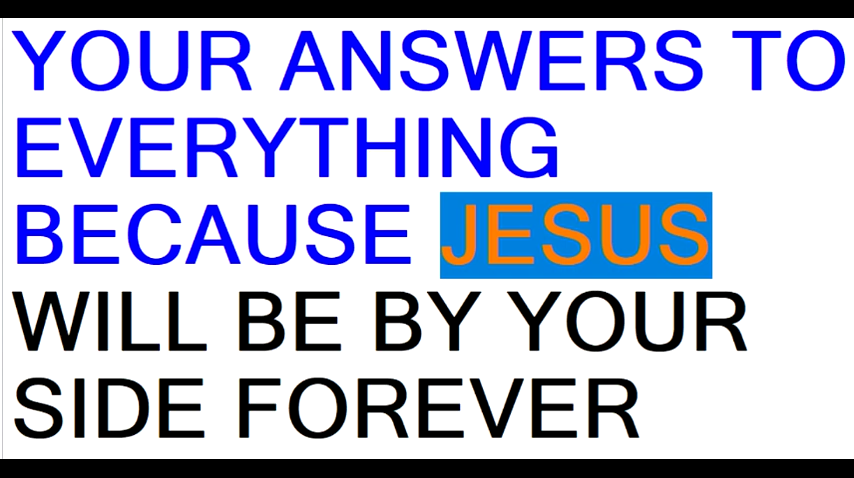 YOUR ANSWERS TO
EVERYTHING
BECAUSE JESUS
WILL BE BY YOUR
SIDE FOREVER